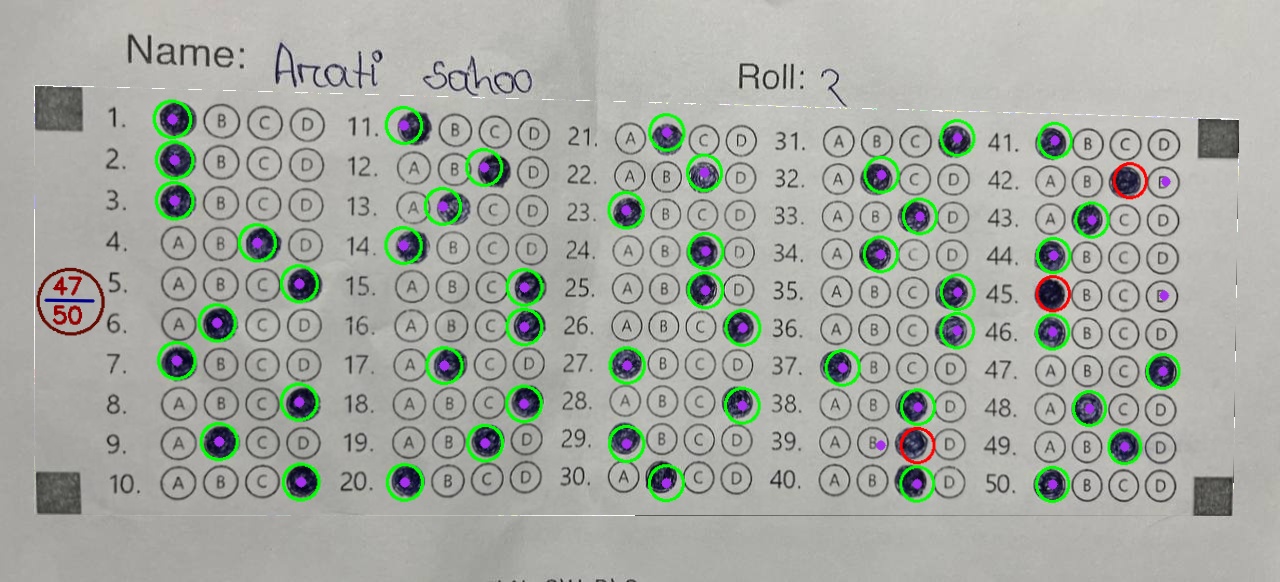 Name: Arati Sahoo Roll: 2
1. B C D 11. B C D 21. A C D 31. A B C 41. B C D
2. B C D 12. A B D 22. A B D 32. A C D 42. A B D
3. B C D 13. A C D 23. B C D 33. A B D 43. A C D
4. A B D 14. B C D 24. A B D 34. A C D 44. B C D
47
5. A B C 15. A B C 25. A B D 35. A B C 45. B C D
50
6. A C D 16. A B C 26. A B C 36. A B C 46. B C D
7. B C D 17. A C D 27. B C D 37. B C D 47. A B C
8. A B C 18. A B C 28. A B C 38. A B D 48. A C D
9. A C D 19. A B D 29. B C D 39. A B D 49. A B D
10. A B C 20. B C D 30. A C D 40. A B D 50. B C D